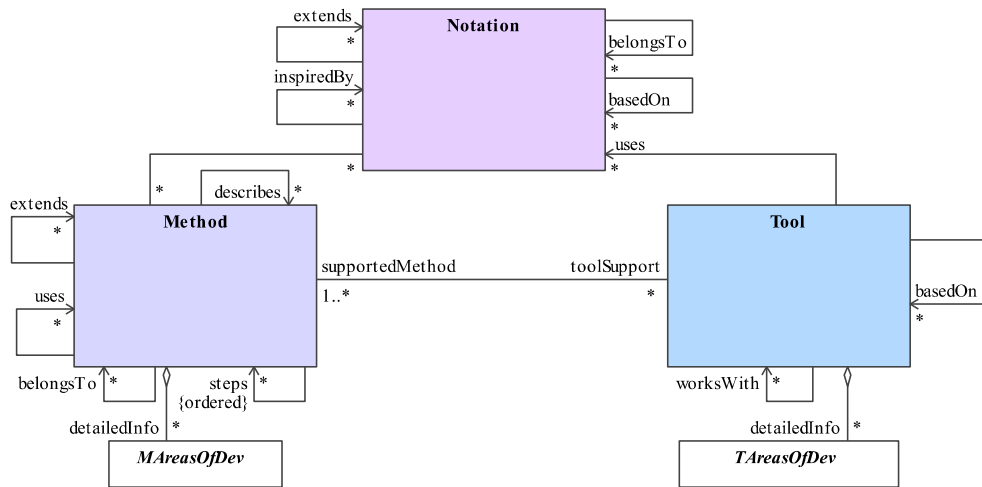 extends
*
Notation
belongsTo
*
inspiredBy
*
basedOn
*
*
uses
*
*
describes
*
extends
*
Method
Tool
supportedMethod
1..*
toolSupport
*
uses
*
basedOn
*
belongsTo
*
steps
{ordered}
*
worksWith
*
detailedInfo
*
detailedInfo
*
MAreasOfDev
TAreasOfDev